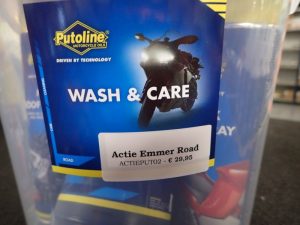 Putoline
MOTORCYCLE OILS
DRIVEN BY TECHNOLOGY
WASH & CARE
Actie Emmer Road
ACTIEPUT02 - € 29,95
ROAD